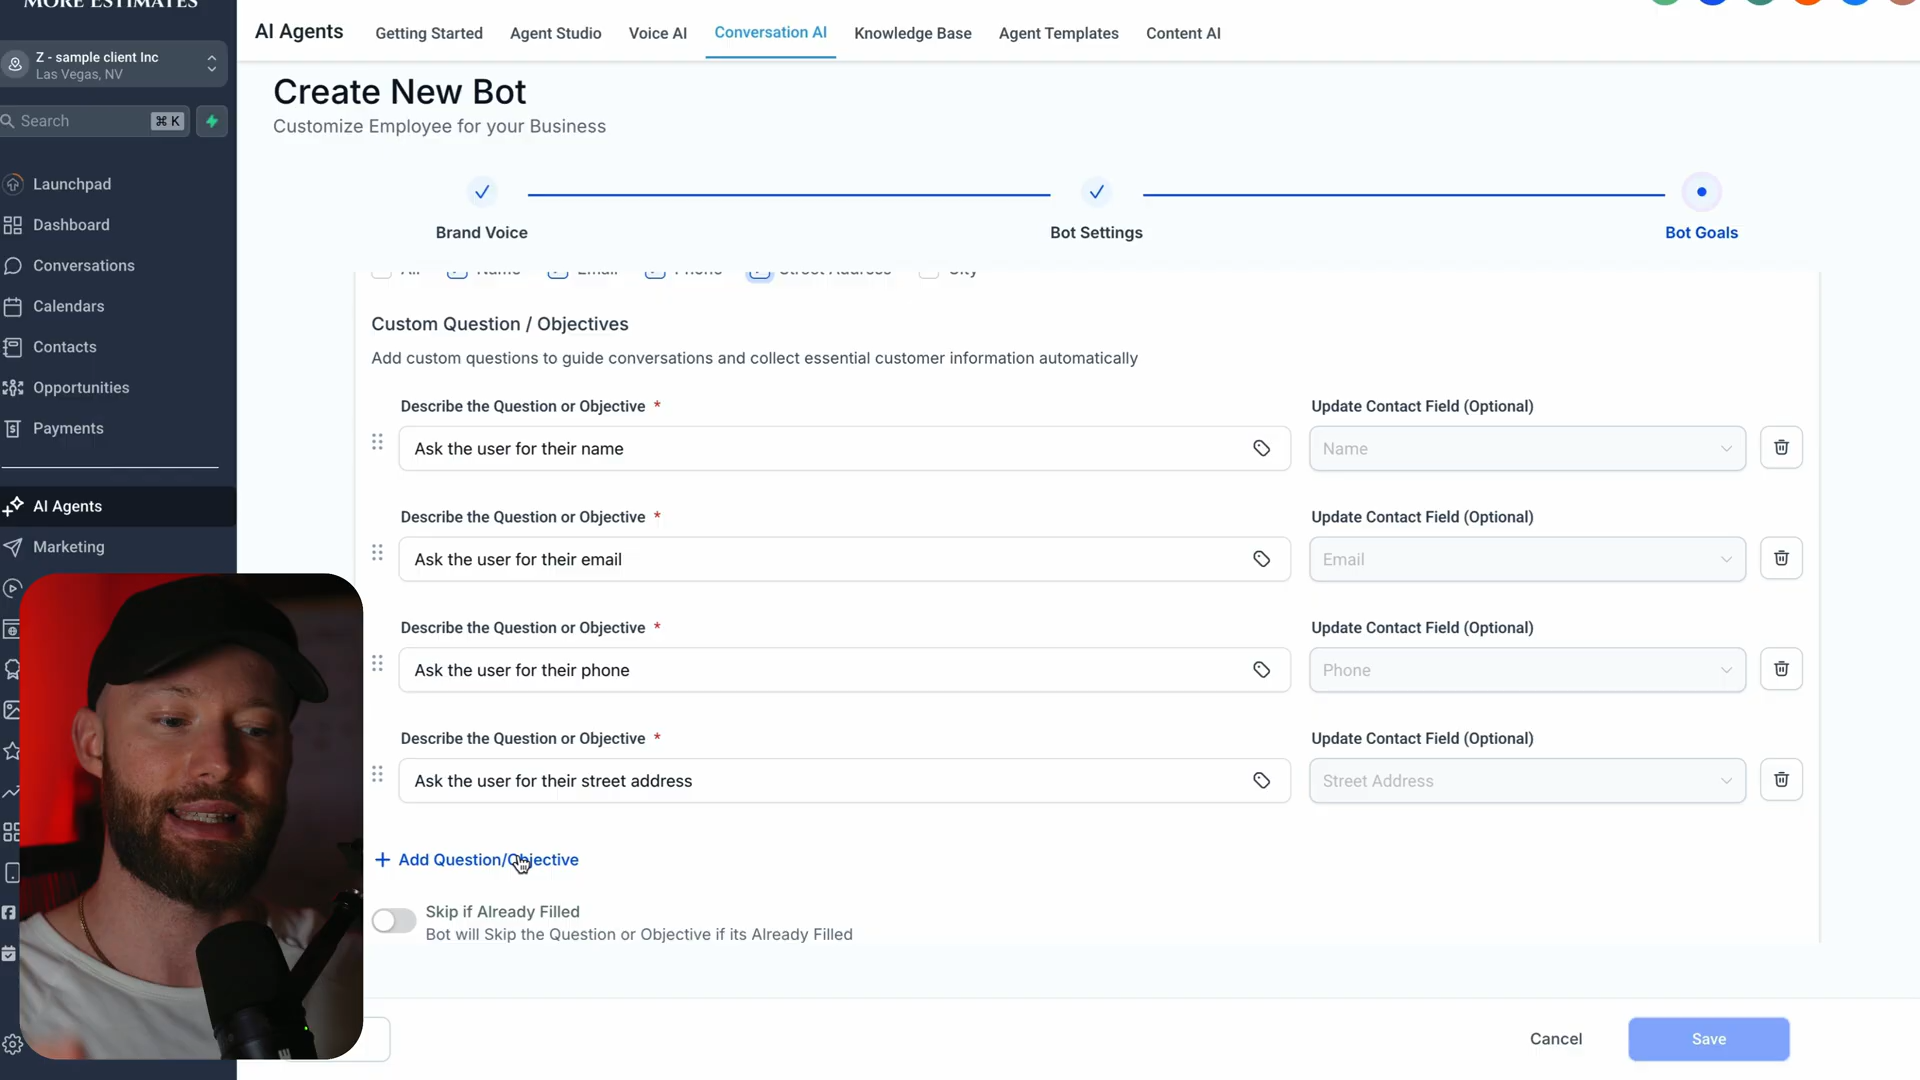 MORE ESTIMATES
Z - sample client Inc
Las Vegas, NV
Search
⌘ K
Launchpad
Dashboard
Conversations
Calendars
Contacts
Opportunities
Payments
AI Agents
Marketing
AI Agents
Getting Started
Agent Studio
Voice AI
Conversation AI
Knowledge Base
Agent Templates
Content AI
Create New Bot
Customize Employee for your Business
Brand Voice
Bot Settings
Bot Goals
All
Name
Email
Phone
Street Address
City
Custom Question / Objectives
Add custom questions to guide conversations and collect essential customer information automatically
Describe the Question or Objective *
Update Contact Field (Optional)
Ask the user for their name
Name
Describe the Question or Objective *
Update Contact Field (Optional)
Ask the user for their email
Email
Describe the Question or Objective *
Update Contact Field (Optional)
Ask the user for their phone
Phone
Describe the Question or Objective *
Update Contact Field (Optional)
Ask the user for their street address
Street Address
+ Add Question/Objective
Skip if Already Filled
Bot will Skip the Question or Objective if its Already Filled
Cancel
Save